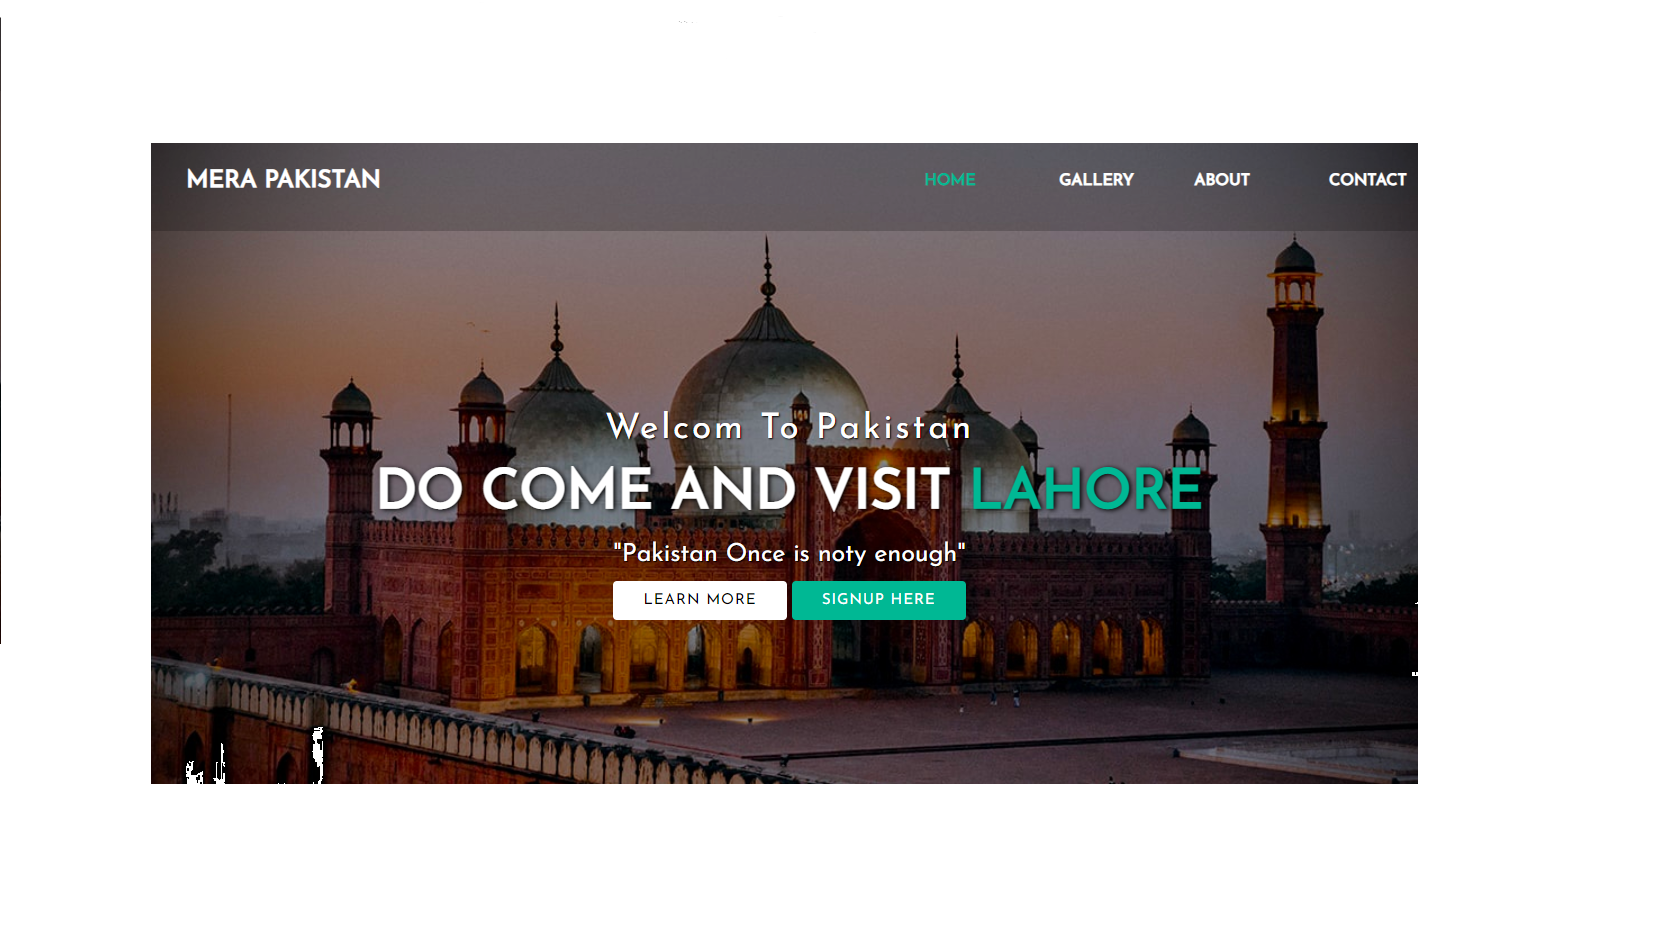 MERA PAKISTAN HOME GALLERY ABOUT CONTACT
Welcom To Pakistan
DO COME AND VISIT LAHORE
"Pakistan Once is noty enough"
LEARN MORE SIGNUP HERE